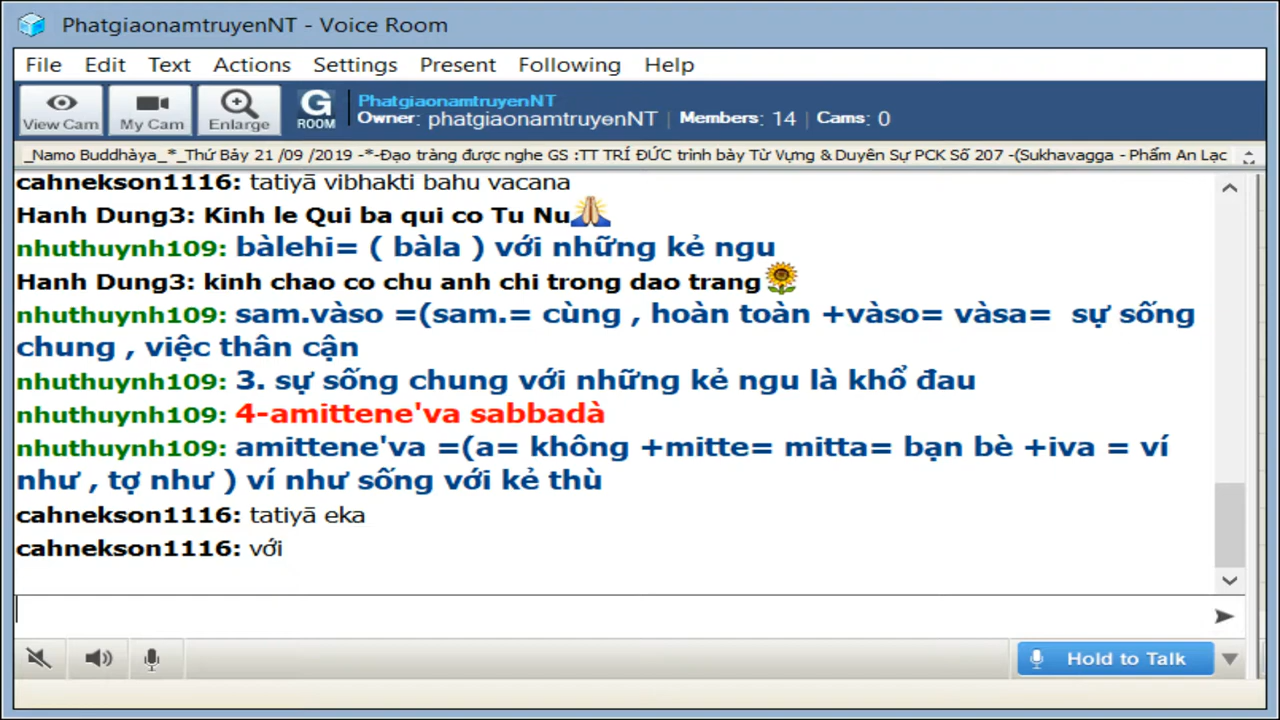 PhatgiaonamtruyenNT - Voice Room
File Edit Text Actions Settings Present Following Help
View Cam My Cam Enlarge G ROOM PhatgiaonamtruyenNT
Owner: phatgiaonamtruyenNT | Members: 14 | Cams: 0
_Namo Buddhàya_*_Thứ Bảy 21 /09 /2019 -*-Đạo tràng được nghe GS :TT TRÍ ĐỨC trình bày Từ Vựng & Duyên Sự PCK Số 207 -(Sukhavagga - Phẩm An Lạc
cahnekson1116: tatiyā vibhakti bahu vacana
Hanh Dung3: Kinh le Qui ba qui co Tu Nu
nhuthuynh109: bàlehi= ( bàla ) với những kẻ ngu
Hanh Dung3: kinh chao co chu anh chi trong dao trang
nhuthuynh109: sam.vàso =(sam.= cùng , hoàn toàn +vàso= vàsa= sự sống
chung , việc thân cận
nhuthuynh109: 3. sự sống chung với những kẻ ngu là khổ đau
nhuthuynh109: 4-amittene'va sabbadà
nhuthuynh109: amittene'va =(a= không +mitte= mitta= bạn bè +iva = ví
như , tợ như ) ví như sống với kẻ thù
cahnekson1116: tatiyā eka
cahnekson1116: với
Hold to Talk